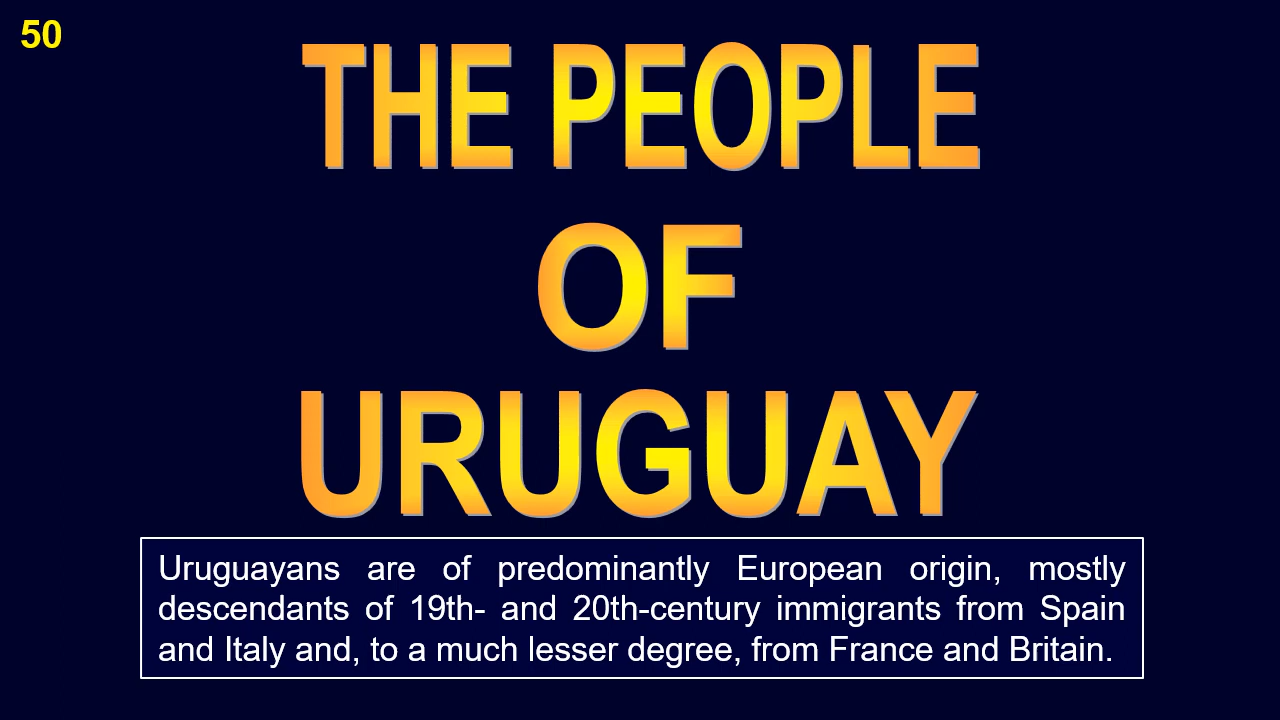 50
THE PEOPLE
OF
URUGUAY
Uruguayans are of predominantly European origin, mostly
descendants of 19th- and 20th-century immigrants from Spain
and Italy and, to a much lesser degree, from France and Britain.